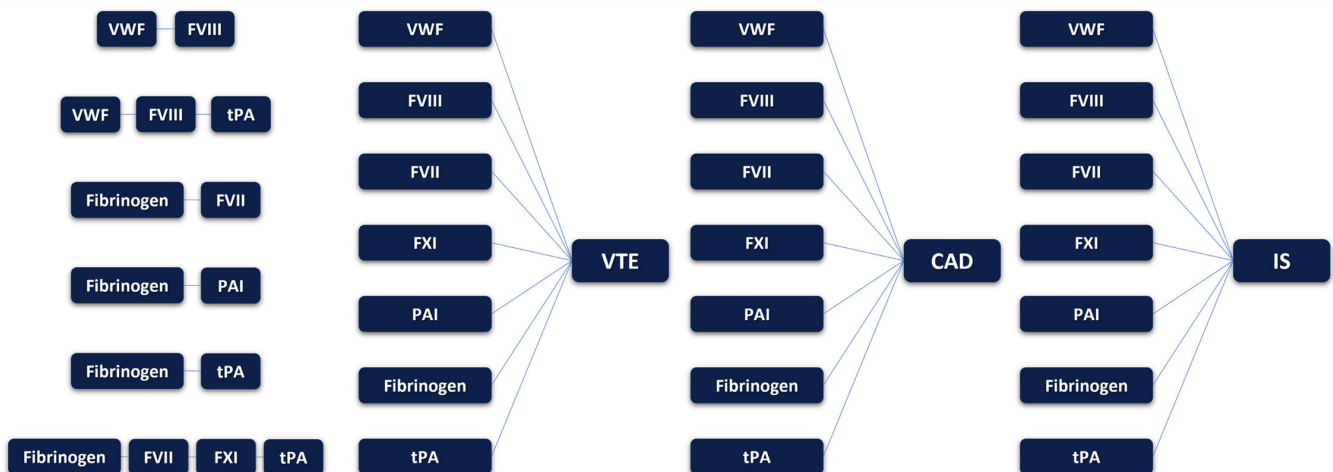 VWF FVIII
VWF FVIII tPA
Fibrinogen FVII
Fibrinogen PAI
Fibrinogen tPA
Fibrinogen FVII FXI tPA
VWF
FVIII
FVII
FXI
PAI
Fibrinogen
tPA
VTE
VWF
FVIII
FVII
FXI
PAI
Fibrinogen
tPA
CAD
VWF
FVIII
FVII
FXI
PAI
Fibrinogen
tPA
IS